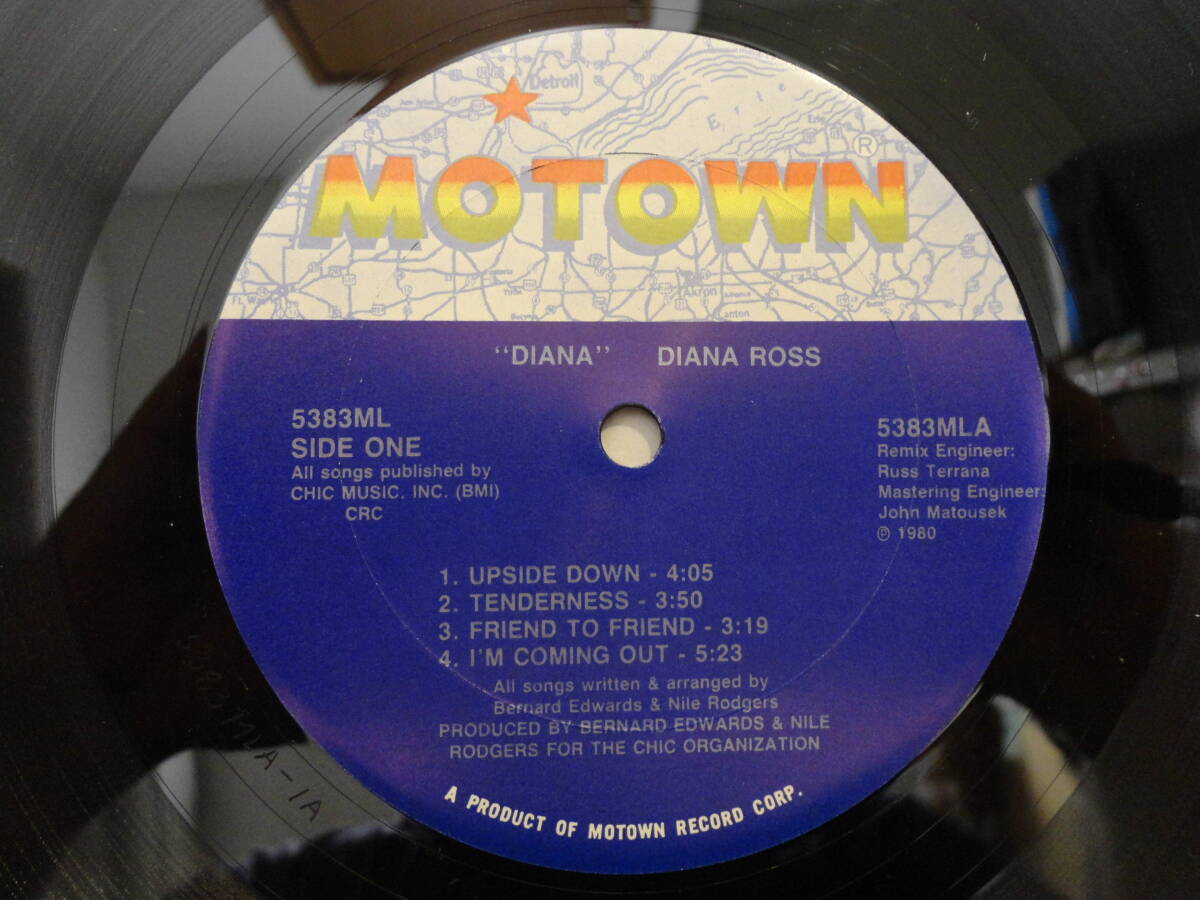 Detroit
Erie
MOTOWN®
Akron
"DIANA" DIANA ROSS
5383ML
SIDE ONE
All songs published by
CHIC MUSIC. INC. (BMI)
CRC
5383MLA
Remix Engineer:
Russ Terrana
Mastering Engineer:
John Matousek
℗ 1980
1. UPSIDE DOWN - 4:05
2. TENDERNESS - 3:50
3. FRIEND TO FRIEND - 3:19
4. I'M COMING OUT - 5:23
All songs written & arranged by
Bernard Edwards & Nile Rodgers
PRODUCED BY BERNARD EDWARDS & NILE
RODGERS FOR THE CHIC ORGANIZATION
A PRODUCT OF MOTOWN RECORD CORP.